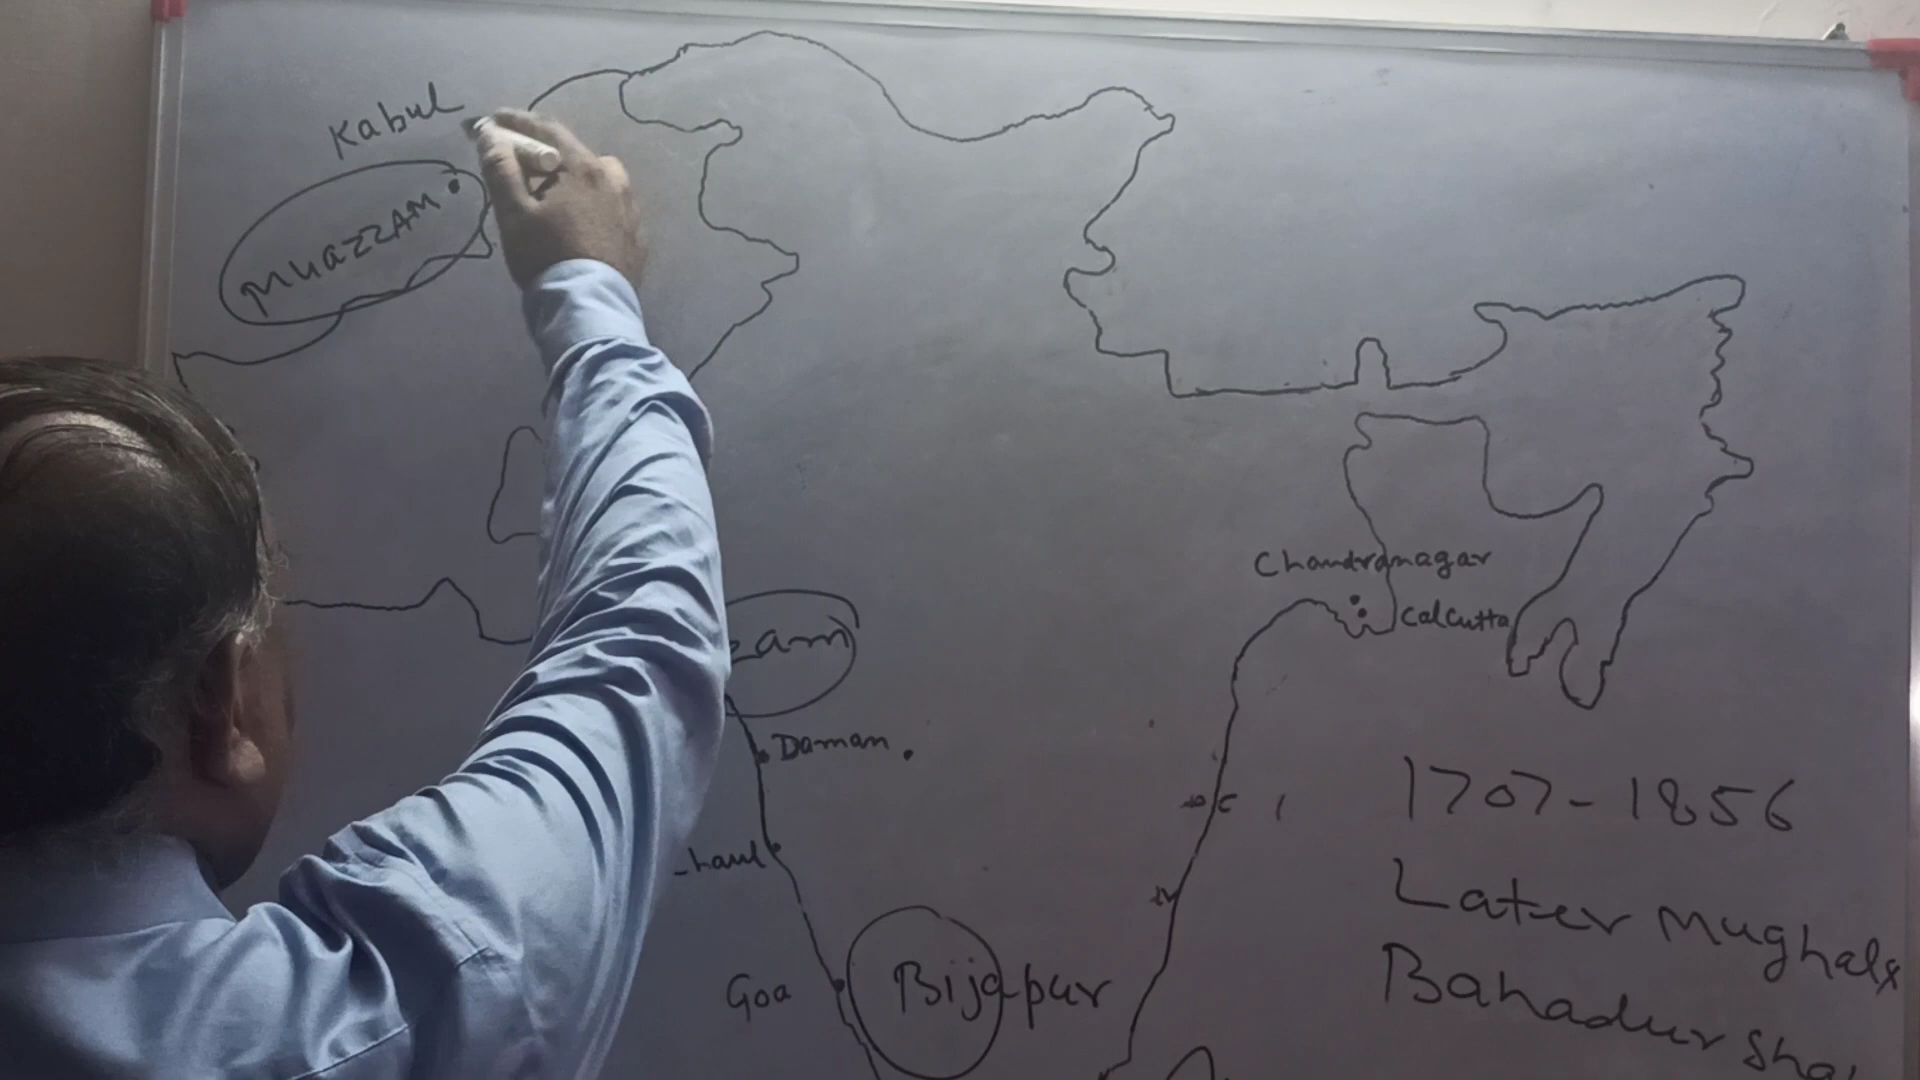 Kabul
MUAZZAM
Chandranagar
Calcutta
Daman
1707-1856
Later Mughals
Goa
Bijapur
Bahadur Sha